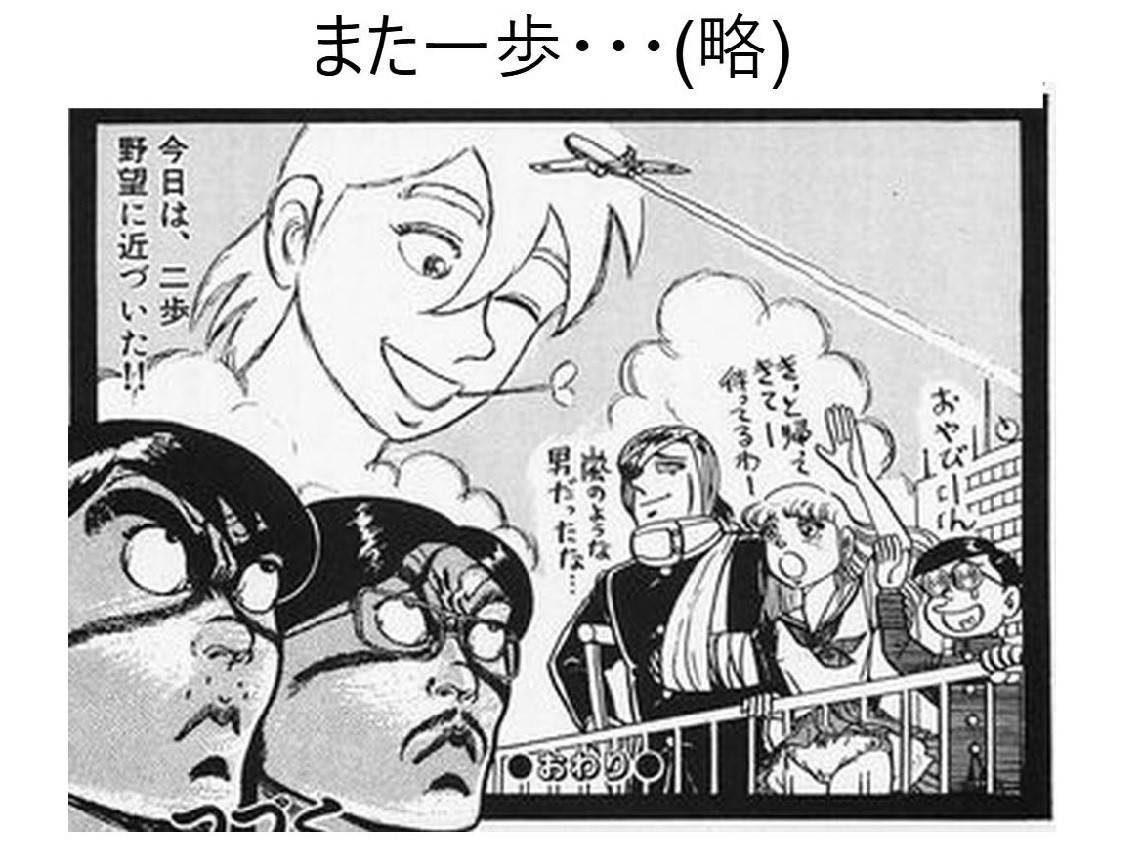 また一歩・・・(略)
今日は、二歩
野望に近づいた!!
おやびーん
きっと帰って
きてー
待ってるわー
嵐のような
男だったな…
●おわり●
つづく